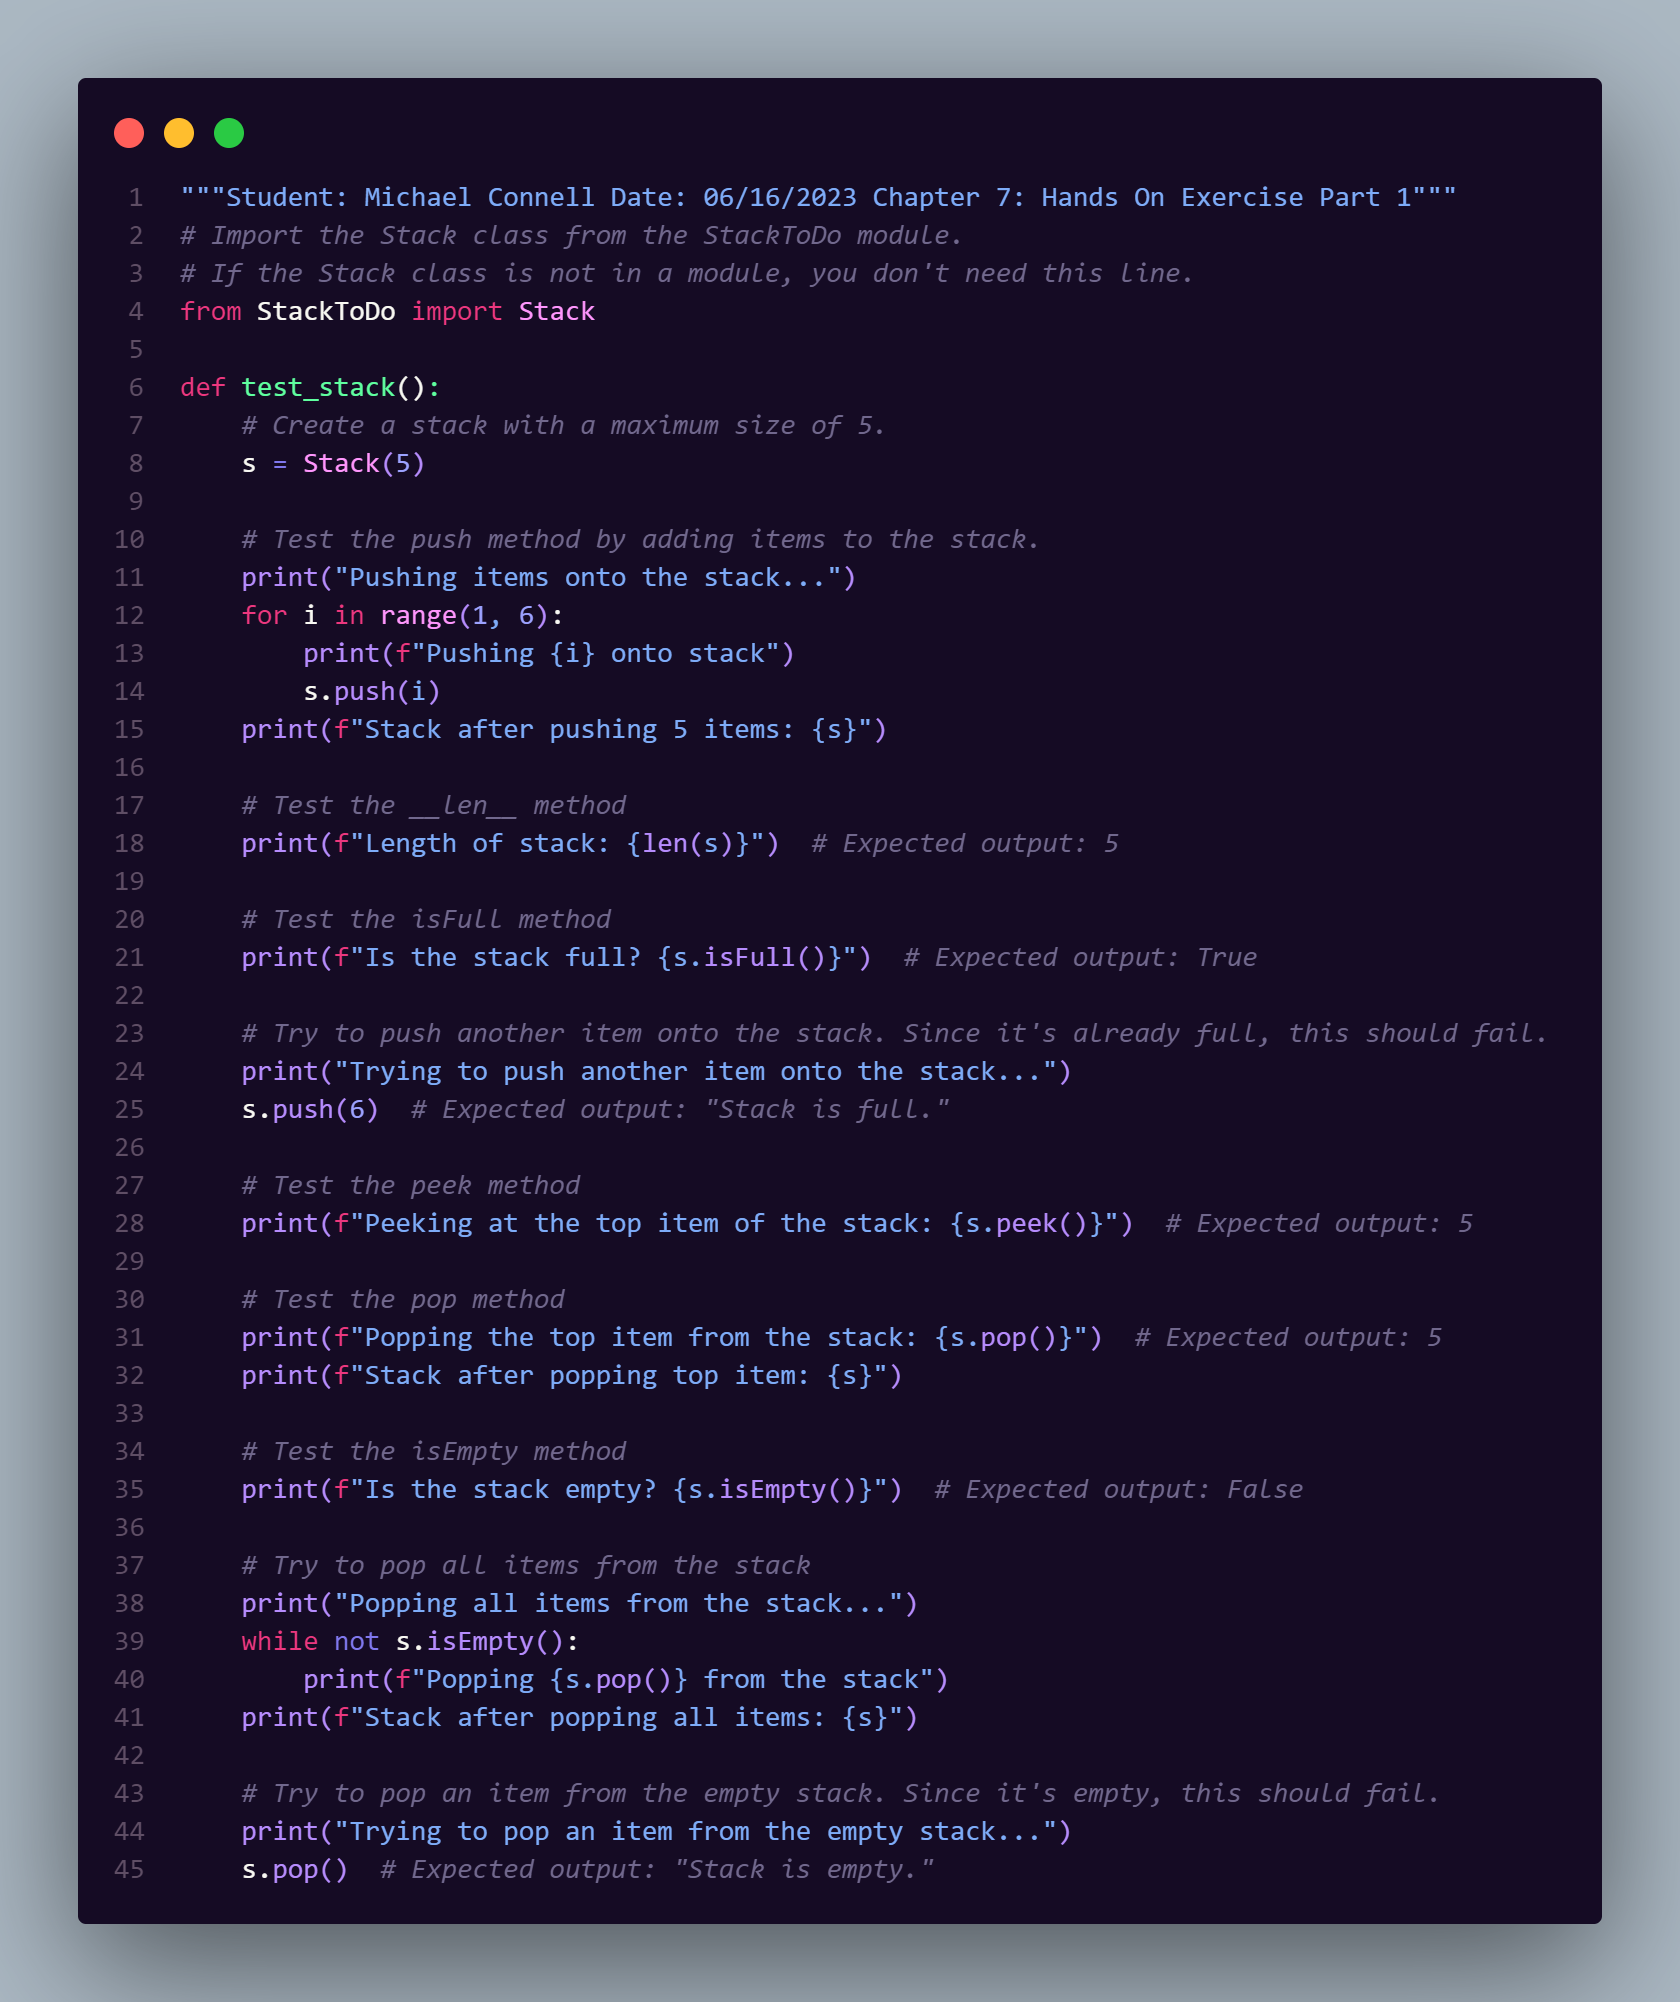 1 """Student: Michael Connell Date: 06/16/2023 Chapter 7: Hands On Exercise Part 1"""
2 # Import the Stack class from the StackToDo module.
3 # If the Stack class is not in a module, you don't need this line.
4 from StackToDo import Stack
5
6 def test_stack():
7     # Create a stack with a maximum size of 5.
8     s = Stack(5)
9
10     # Test the push method by adding items to the stack.
11     print("Pushing items onto the stack...")
12     for i in range(1, 6):
13         print(f"Pushing {i} onto stack")
14         s.push(i)
15     print(f"Stack after pushing 5 items: {s}")
16
17     # Test the __len__ method
18     print(f"Length of stack: {len(s)}")  # Expected output: 5
19
20     # Test the isFull method
21     print(f"Is the stack full? {s.isFull()}")  # Expected output: True
22
23     # Try to push another item onto the stack. Since it's already full, this should fail.
24     print("Trying to push another item onto the stack...")
25     s.push(6)  # Expected output: "Stack is full."
26
27     # Test the peek method
28     print(f"Peeking at the top item of the stack: {s.peek()}")  # Expected output: 5
29
30     # Test the pop method
31     print(f"Popping the top item from the stack: {s.pop()}")  # Expected output: 5
32     print(f"Stack after popping top item: {s}")
33
34     # Test the isEmpty method
35     print(f"Is the stack empty? {s.isEmpty()}")  # Expected output: False
36
37     # Try to pop all items from the stack
38     print("Popping all items from the stack...")
39     while not s.isEmpty():
40         print(f"Popping {s.pop()} from the stack")
41     print(f"Stack after popping all items: {s}")
42
43     # Try to pop an item from the empty stack. Since it's empty, this should fail.
44     print("Trying to pop an item from the empty stack...")
45     s.pop()  # Expected output: "Stack is empty."